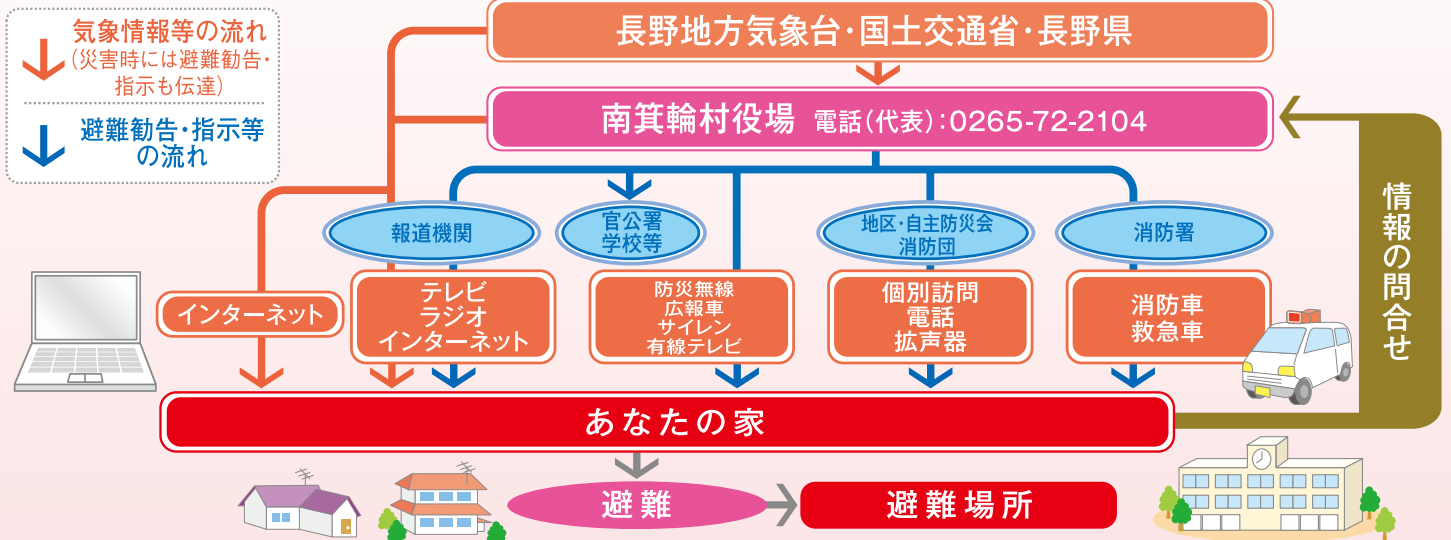 気象情報等の流れ
(災害時には避難勧告・
指示も伝達)
避難勧告・指示等
の流れ
長野地方気象台・国土交通省・長野県
南箕輪村役場 電話(代表):0265-72-2104
報道機関
官公署
学校等
地区・自主防災会
消防団
消防署
インターネット
テレビ
ラジオ
インターネット
防災無線
広報車
サイレン
有線テレビ
個別訪問
電話
拡声器
消防車
救急車
情報の問合せ
あなたの家
避難
避難場所